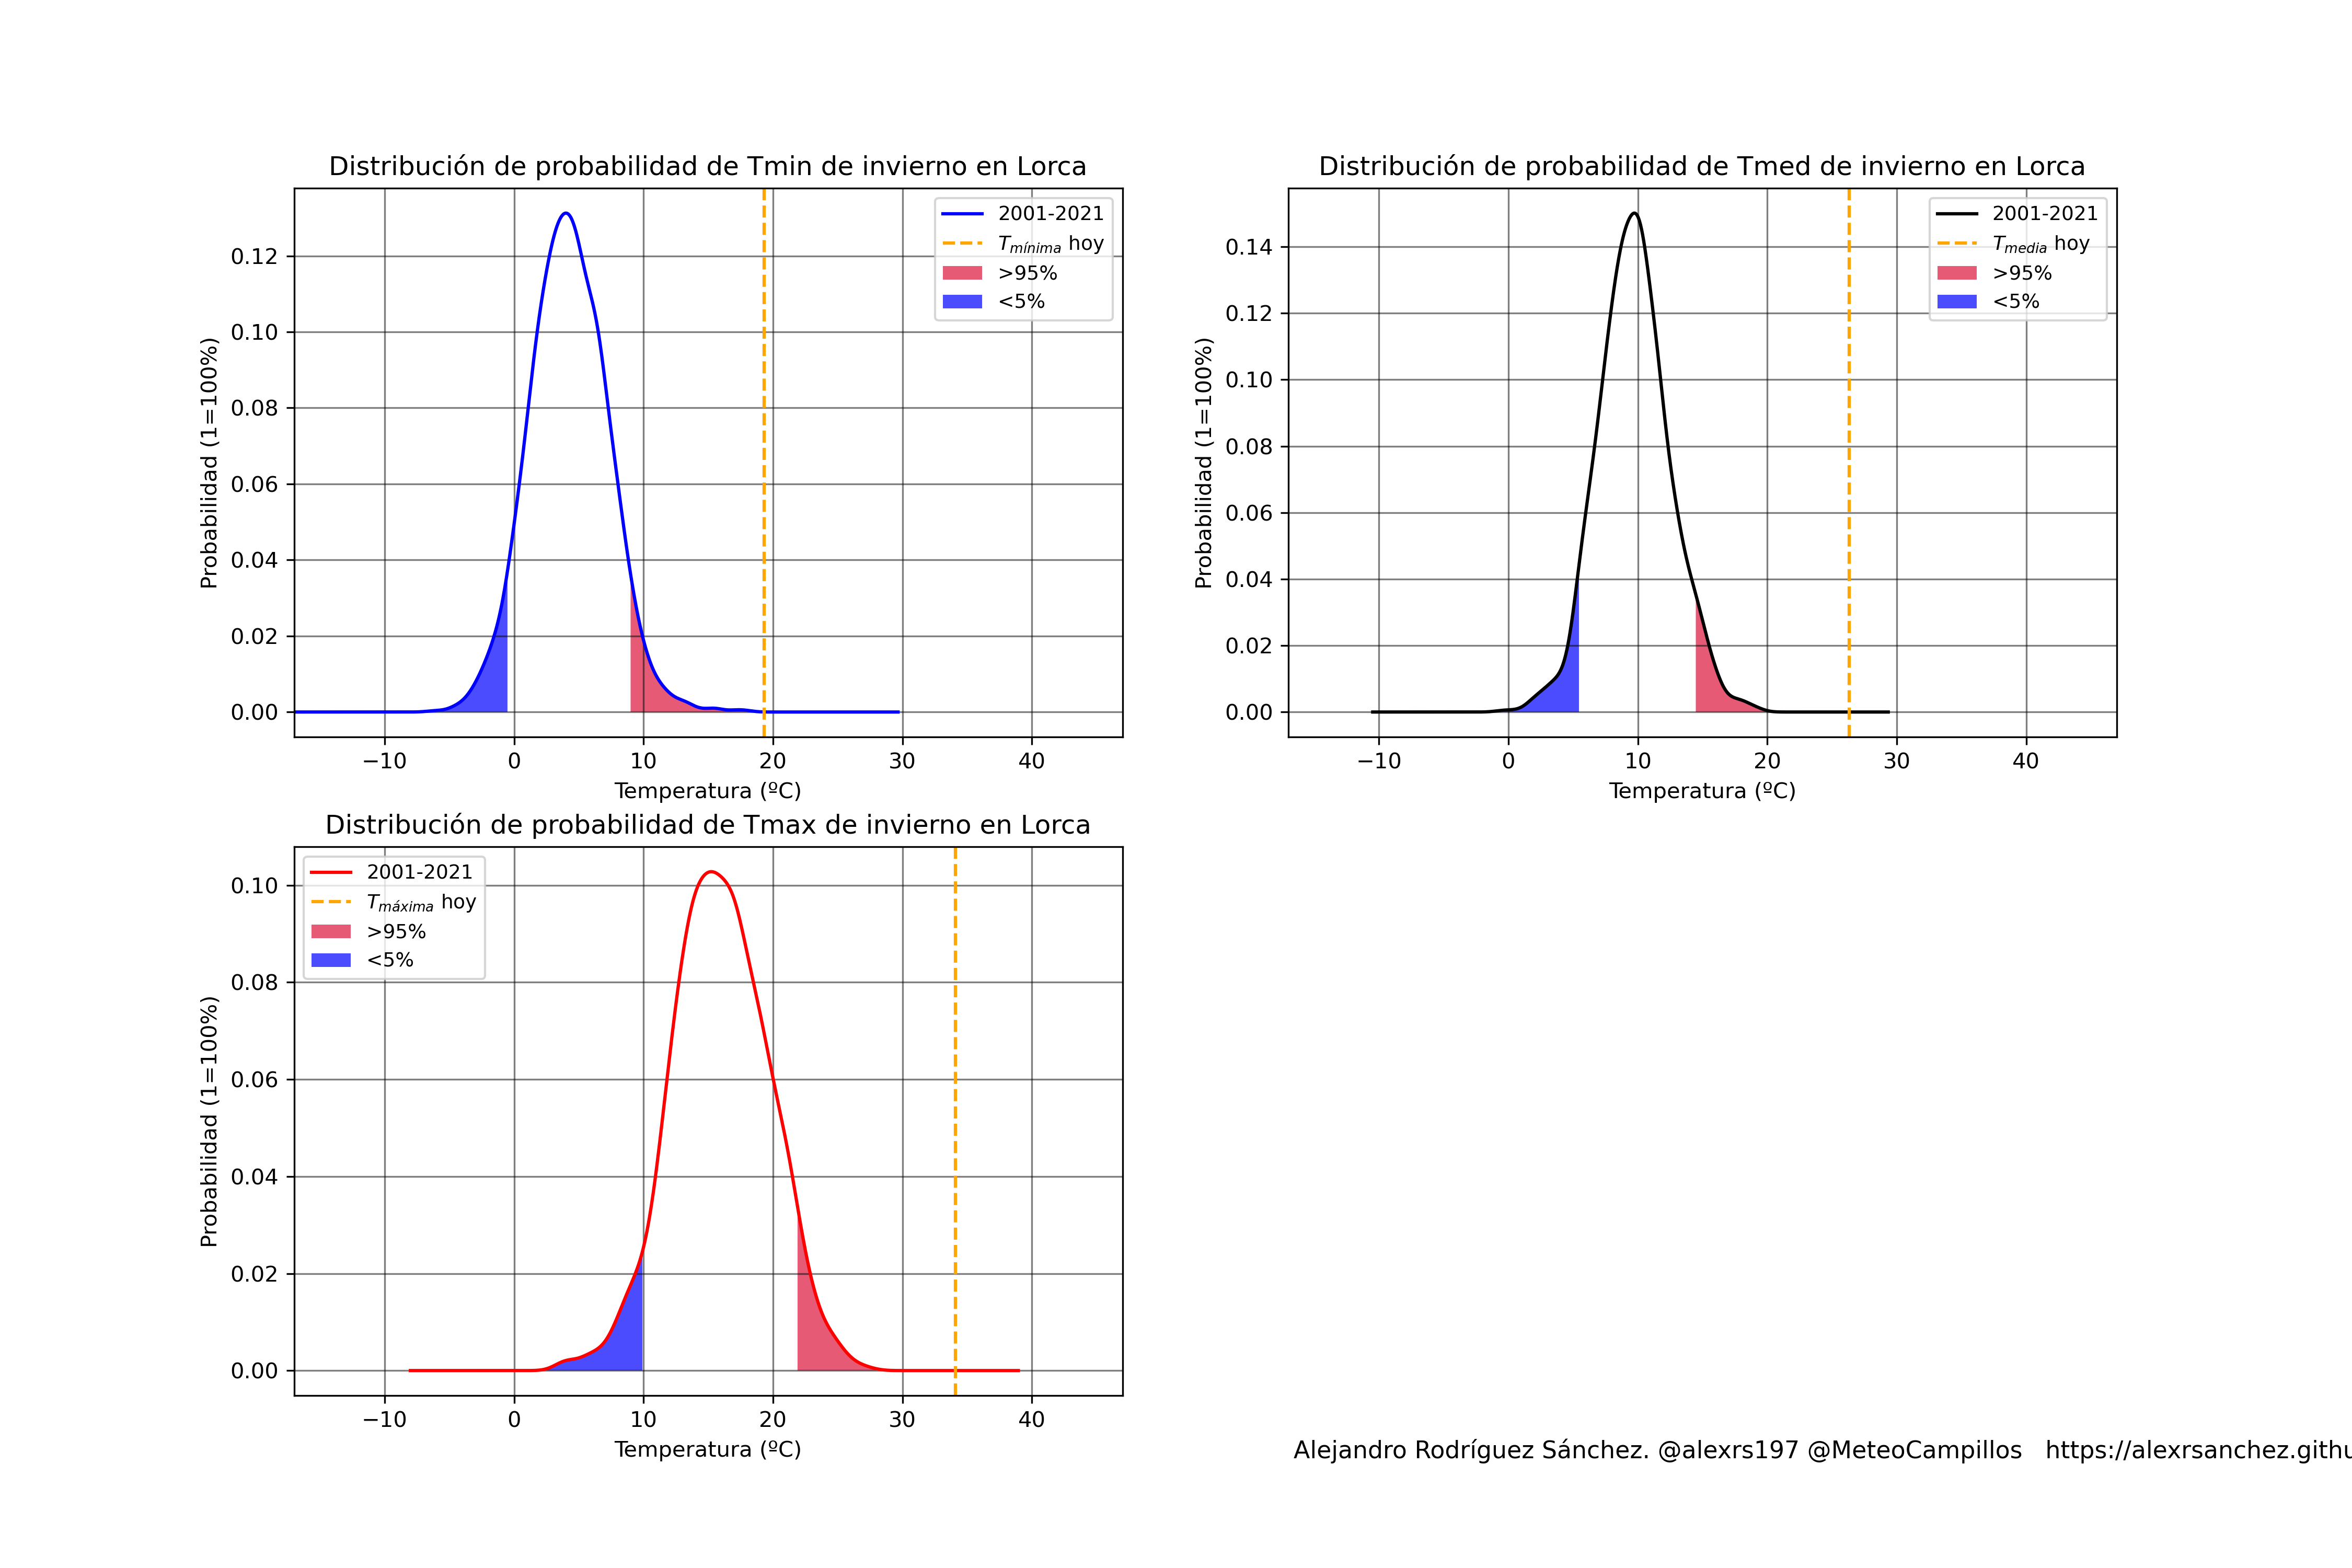 Distribución de probabilidad de Tmin de invierno en Lorca
Probabilidad (1=100%)
0.12
0.10
0.08
0.06
0.04
0.02
0.00
−10 0 10 20 30 40
Temperatura (ºC)
2001-2021
Tmínima hoy
>95%
<5%
Distribución de probabilidad de Tmed de invierno en Lorca
Probabilidad (1=100%)
0.14
0.12
0.10
0.08
0.06
0.04
0.02
0.00
−10 0 10 20 30 40
Temperatura (ºC)
2001-2021
Tmedia hoy
>95%
<5%
Distribución de probabilidad de Tmax de invierno en Lorca
Probabilidad (1=100%)
0.10
0.08
0.06
0.04
0.02
0.00
−10 0 10 20 30 40
Temperatura (ºC)
2001-2021
Tmáxima hoy
>95%
<5%
Alejandro Rodríguez Sánchez. @alexrs197 @MeteoCampillos https://alexrsanchez.githu